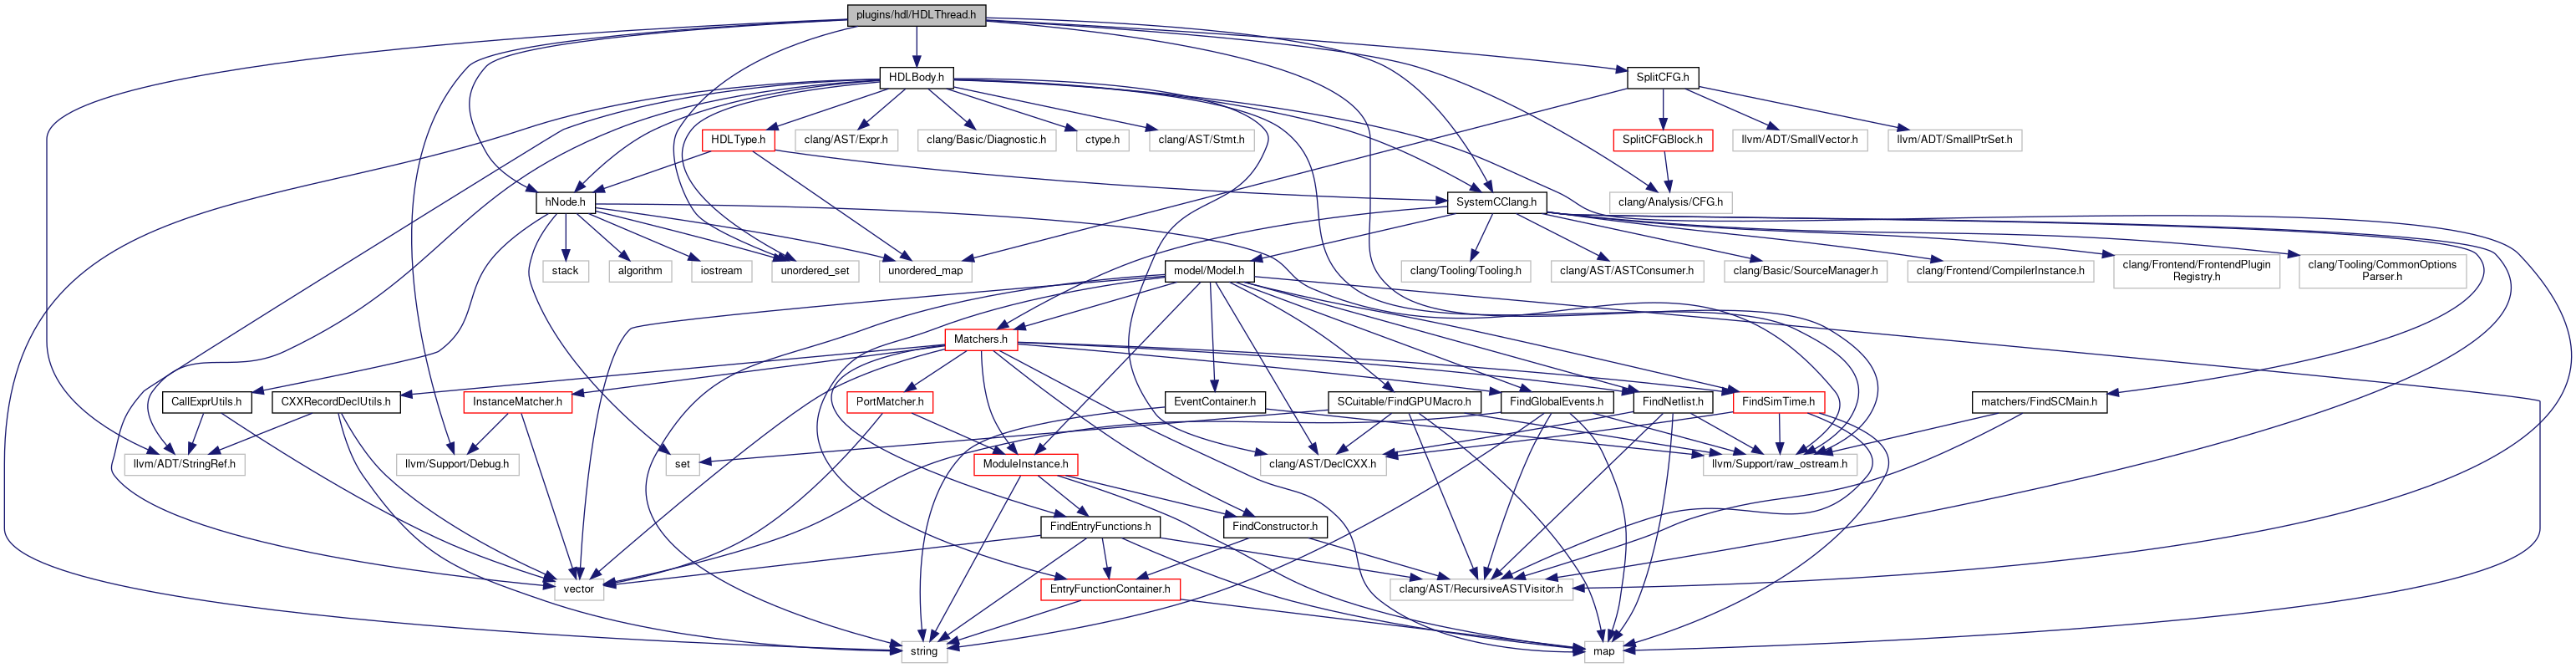 plugins/hdl/HDLThread.h
HDLBody.h
SplitCFG.h
HDLType.h
clang/AST/Expr.h
clang/Basic/Diagnostic.h
ctype.h
clang/AST/Stmt.h
SplitCFGBlock.h
llvm/ADT/SmallVector.h
llvm/ADT/SmallPtrSet.h
hNode.h
SystemCClang.h
clang/Analysis/CFG.h
stack
algorithm
iostream
unordered_set
unordered_map
model/Model.h
clang/Tooling/Tooling.h
clang/AST/ASTConsumer.h
clang/Basic/SourceManager.h
clang/Frontend/CompilerInstance.h
clang/Frontend/FrontendPlugin
Registry.h
clang/Tooling/CommonOptions
Parser.h
Matchers.h
CallExprUtils.h
CXXRecordDeclUtils.h
InstanceMatcher.h
PortMatcher.h
EventContainer.h
SCuitable/FindGPUMacro.h
FindGlobalEvents.h
FindNetlist.h
FindSimTime.h
matchers/FindSCMain.h
llvm/ADT/StringRef.h
llvm/Support/Debug.h
set
ModuleInstance.h
clang/AST/DeclCXX.h
llvm/Support/raw_ostream.h
FindEntryFunctions.h
FindConstructor.h
vector
EntryFunctionContainer.h
clang/AST/RecursiveASTVisitor.h
string
map